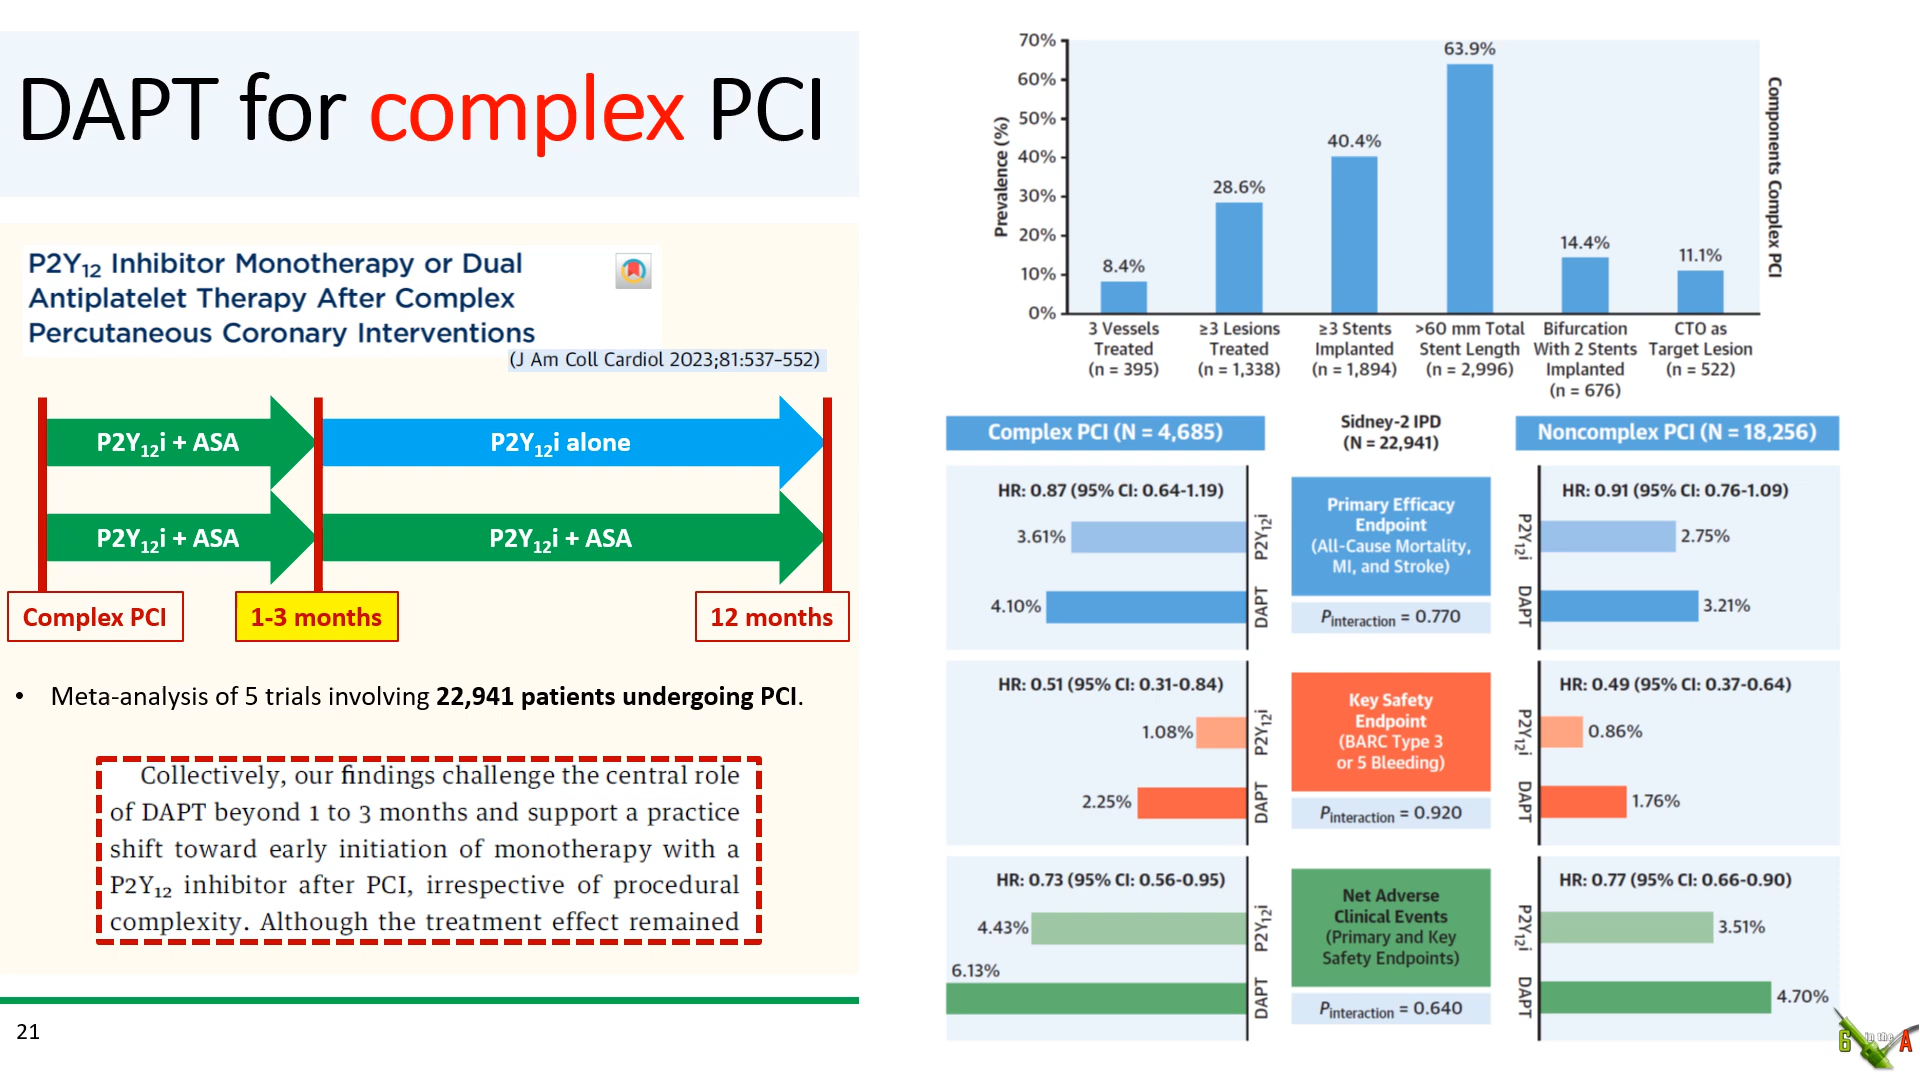 DAPT for complex PCI
P2Y12 Inhibitor Monotherapy or Dual
Antiplatelet Therapy After Complex
Percutaneous Coronary Interventions
(J Am Coll Cardiol 2023;81:537-552)
P2Y12i + ASA
P2Y12i alone
P2Y12i + ASA
P2Y12i + ASA
Complex PCI
1-3 months
12 months
• Meta-analysis of 5 trials involving 22,941 patients undergoing PCI.
Collectively, our findings challenge the central role
of DAPT beyond 1 to 3 months and support a practice
shift toward early initiation of monotherapy with a
P2Y12 inhibitor after PCI, irrespective of procedural
complexity. Although the treatment effect remained
21
Prevalence (%)
70%
60%
50%
40%
30%
20%
10%
0%
8.4%
28.6%
40.4%
63.9%
14.4%
11.1%
3 Vessels
Treated
(n = 395)
≥3 Lesions
Treated
(n = 1,338)
≥3 Stents
Implanted
(n = 1,894)
>60 mm Total
Stent Length
(n = 2,996)
Bifurcation
With 2 Stents
Implanted
(n = 676)
CTO as
Target Lesion
(n = 522)
Components Complex PCI
Complex PCI (N = 4,685)
Sidney-2 IPD
(N = 22,941)
Noncomplex PCI (N = 18,256)
HR: 0.87 (95% CI: 0.64-1.19)
3.61%
P2Y12i
4.10%
DAPT
Primary Efficacy
Endpoint
(All-Cause Mortality,
MI, and Stroke)
Pinteraction = 0.770
HR: 0.91 (95% CI: 0.76-1.09)
P2Y12i
2.75%
DAPT
3.21%
HR: 0.51 (95% CI: 0.31-0.84)
1.08%
P2Y12i
2.25%
DAPT
Key Safety
Endpoint
(BARC Type 3
or 5 Bleeding)
Pinteraction = 0.920
HR: 0.49 (95% CI: 0.37-0.64)
P2Y12i
0.86%
DAPT
1.76%
HR: 0.73 (95% CI: 0.56-0.95)
4.43%
P2Y12i
6.13%
DAPT
Net Adverse
Clinical Events
(Primary and Key
Safety Endpoints)
Pinteraction = 0.640
HR: 0.77 (95% CI: 0.66-0.90)
P2Y12i
3.51%
DAPT
4.70%
6 in the A